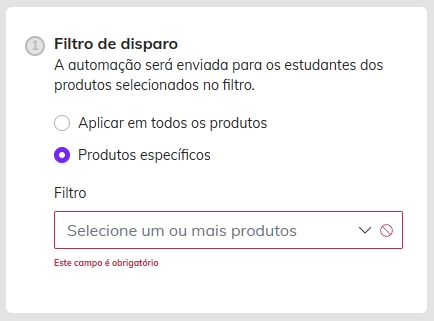 1
Filtro de disparo
A automação será enviada para os estudantes dos
produtos selecionados no filtro.
Aplicar em todos os produtos
Produtos específicos
Filtro
Selecione um ou mais produtos
Este campo é obrigatório